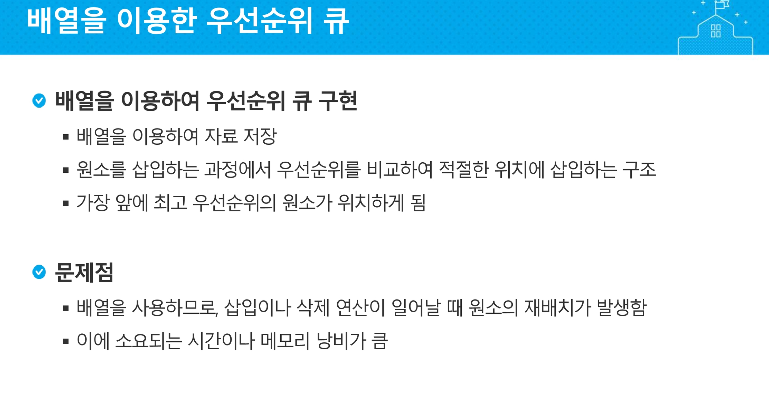 배열을 이용한 우선순위 큐
배열을 이용하여 우선순위 큐 구현
▪ 배열을 이용하여 자료 저장
▪ 원소를 삽입하는 과정에서 우선순위를 비교하여 적절한 위치에 삽입하는 구조
▪ 가장 앞에 최고 우선순위의 원소가 위치하게 됨
문제점
▪ 배열을 사용하므로, 삽입이나 삭제 연산이 일어날 때 원소의 재배치가 발생함
▪ 이에 소요되는 시간이나 메모리 낭비가 큼